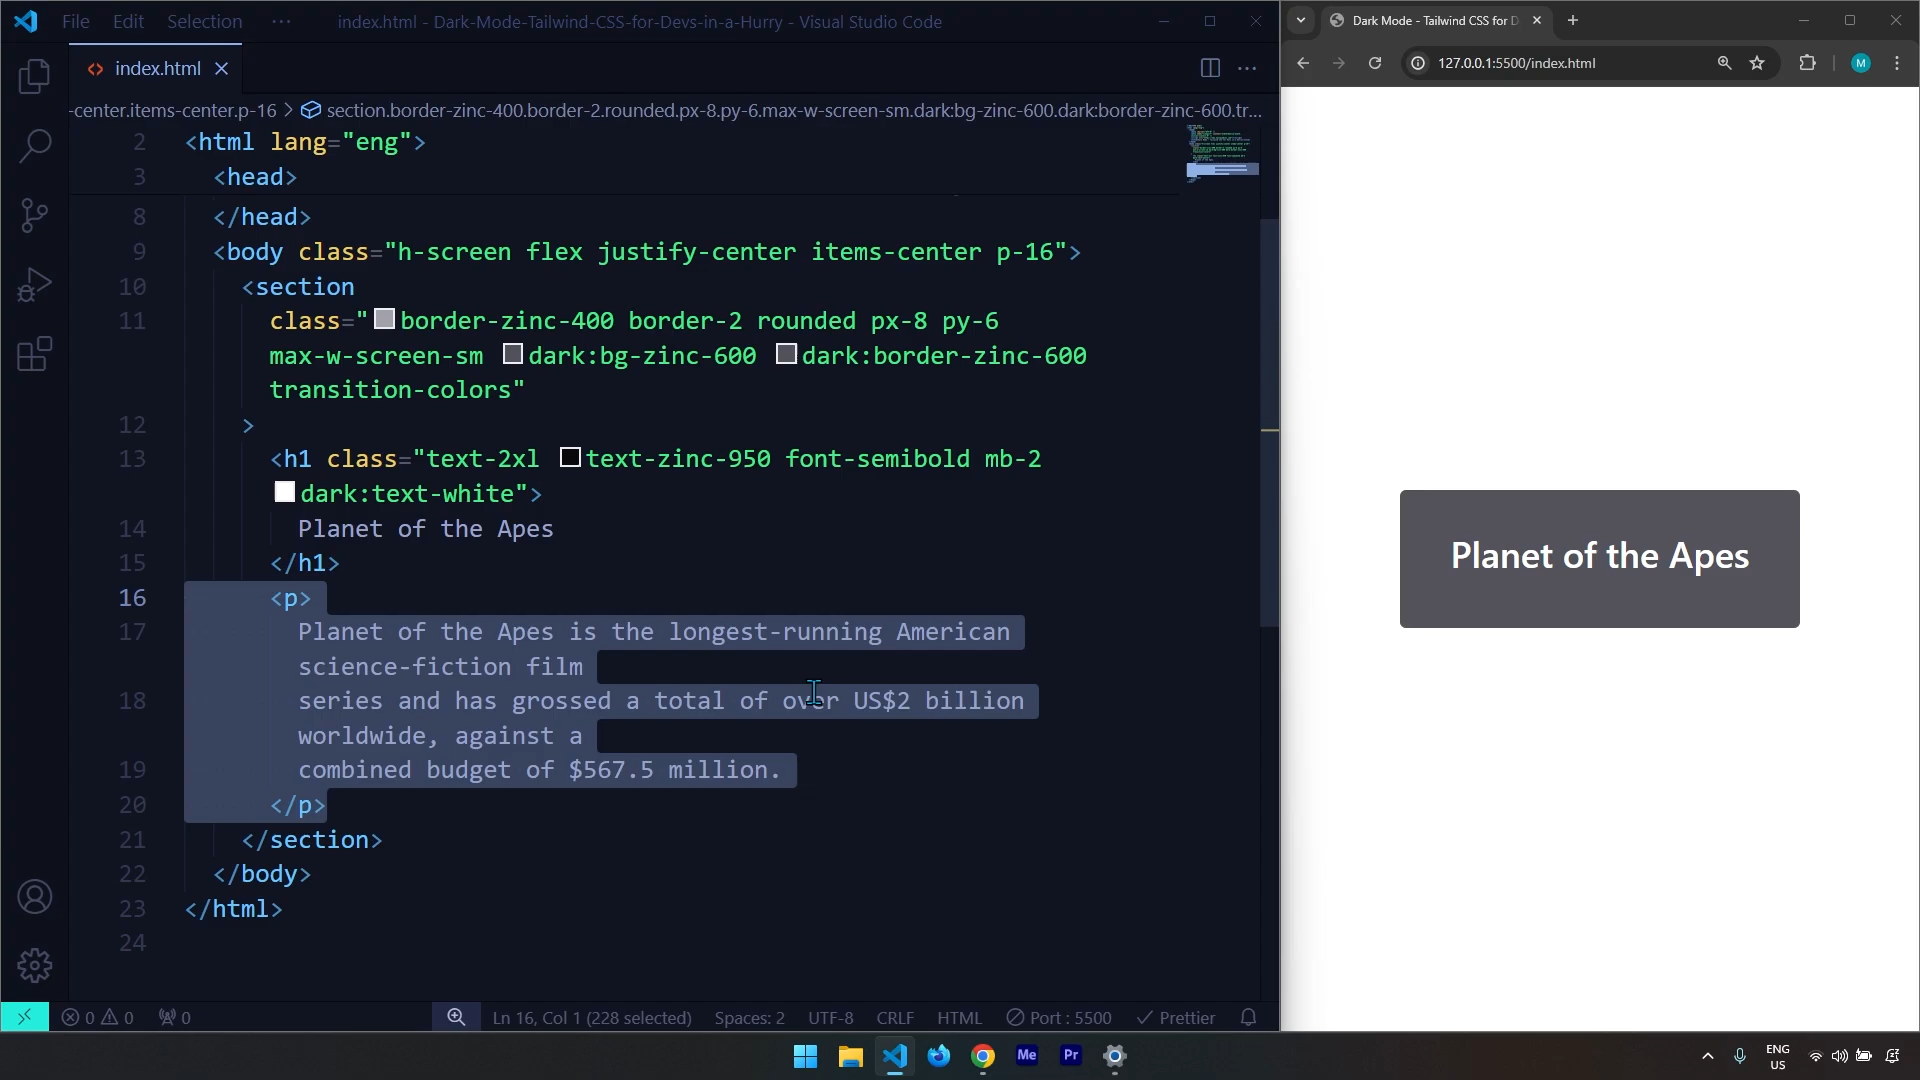 File Edit Selection ··· index.html - Dark-Mode-Tailwind-CSS-for-Devs-in-a-Hurry - Visual Studio Code
index.html
-center.items-center.p-16 > section.border-zinc-400.border-2.rounded.px-8.py-6.max-w-screen-sm.dark:bg-zinc-600.dark:border-zinc-600.tr...
2 <html lang="eng">
3 <head>
8 </head>
9 <body class="h-screen flex justify-center items-center p-16">
10 <section
11 class="border-zinc-400 border-2 rounded px-8 py-6
max-w-screen-sm dark:bg-zinc-600 dark:border-zinc-600
transition-colors"
12 >
13 <h1 class="text-2xl text-zinc-950 font-semibold mb-2
dark:text-white">
14 Planet of the Apes
15 </h1>
16 <p>
17 Planet of the Apes is the longest-running American
science-fiction film
18 series and has grossed a total of over US$2 billion
worldwide, against a
19 combined budget of $567.5 million.
20 </p>
21 </section>
22 </body>
23 </html>
24
0 0 0 Ln 16, Col 1 (228 selected) Spaces: 2 UTF-8 CRLF HTML Port : 5500 Prettier
Dark Mode - Tailwind CSS for D
127.0.0.1:5500/index.html M
Planet of the Apes
Me Pr
ENG
US